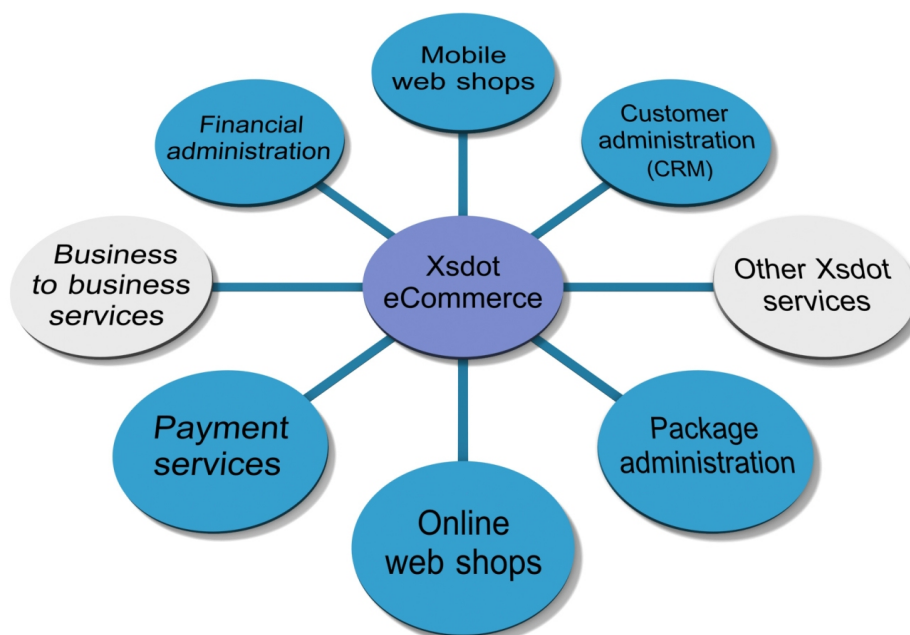 Mobile
web shops
Financial
administration
Customer
administration
(CRM)
Business
to business
services
Xsdot
eCommerce
Other Xsdot
services
Payment
services
Package
administration
Online
web shops